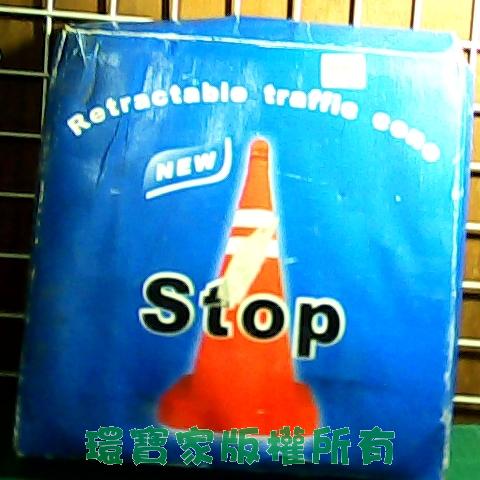 Retractable traffic cone
NEW
Stop
環寶家版權所有